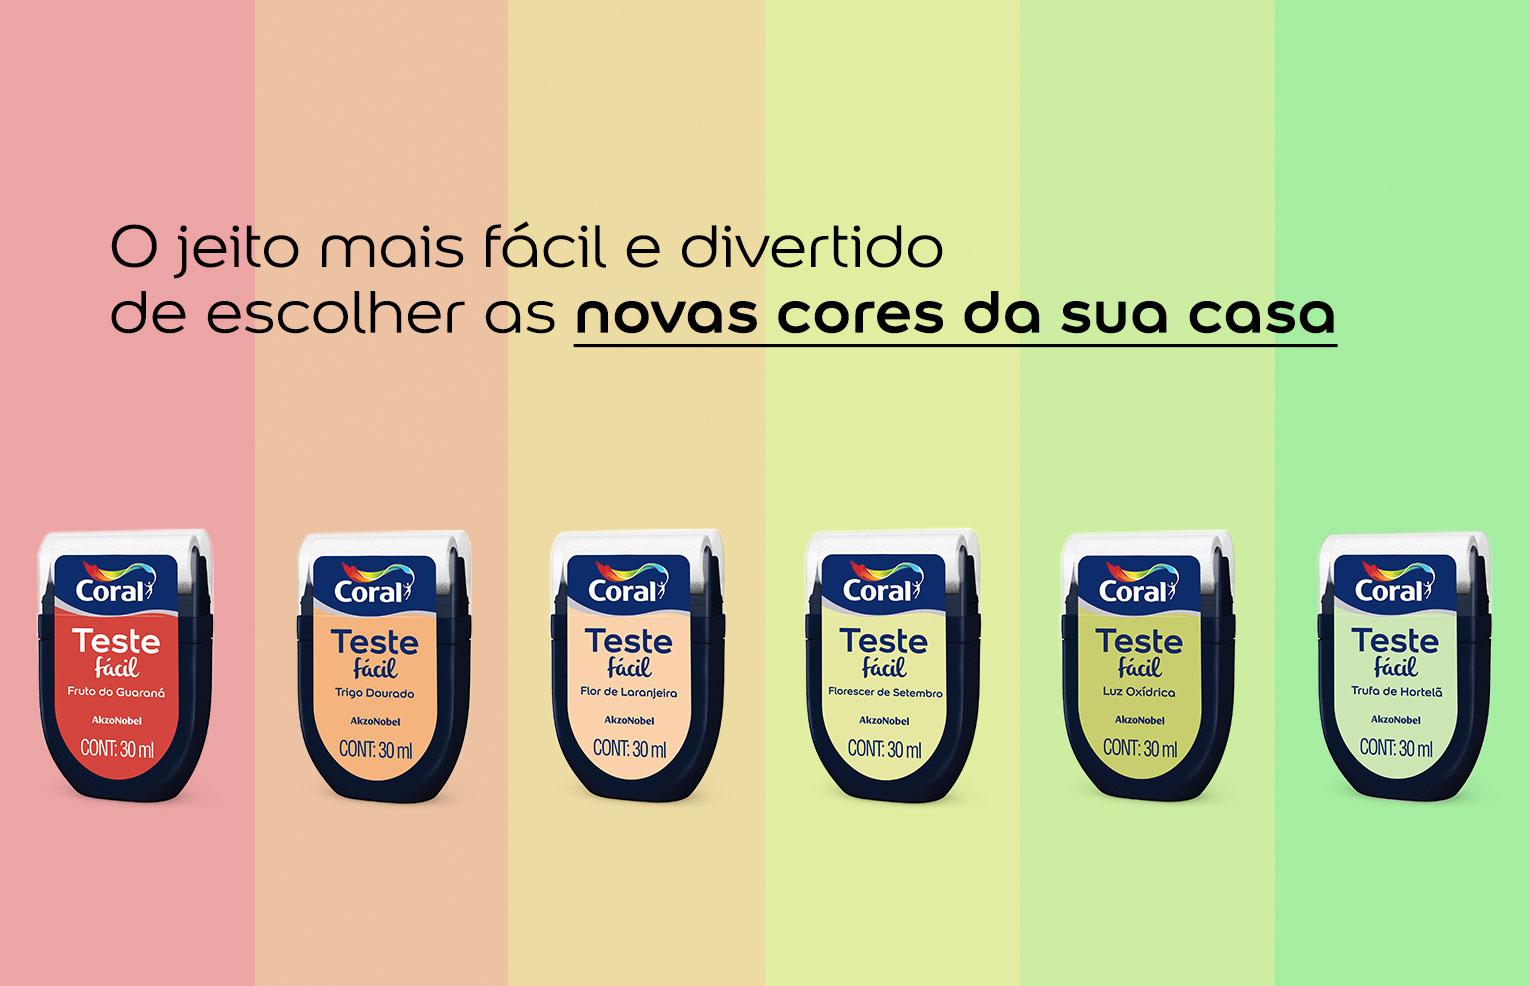 O jeito mais fácil e divertido
de escolher as novas cores da sua casa
Coral
Teste
fácil
Fruto do Guaraná
AkzoNobel
CONT: 30 ml
Coral
Teste
fácil
Trigo Dourado
AkzoNobel
CONT: 30 ml
Coral
Teste
fácil
Flor de Laranjeira
AkzoNobel
CONT: 30 ml
Coral
Teste
fácil
Florescer de Setembro
AkzoNobel
CONT: 30 ml
Coral
Teste
fácil
Luz Oxídrica
AkzoNobel
CONT: 30 ml
Coral
Teste
fácil
Trufa de Hortelã
AkzoNobel
CONT: 30 ml